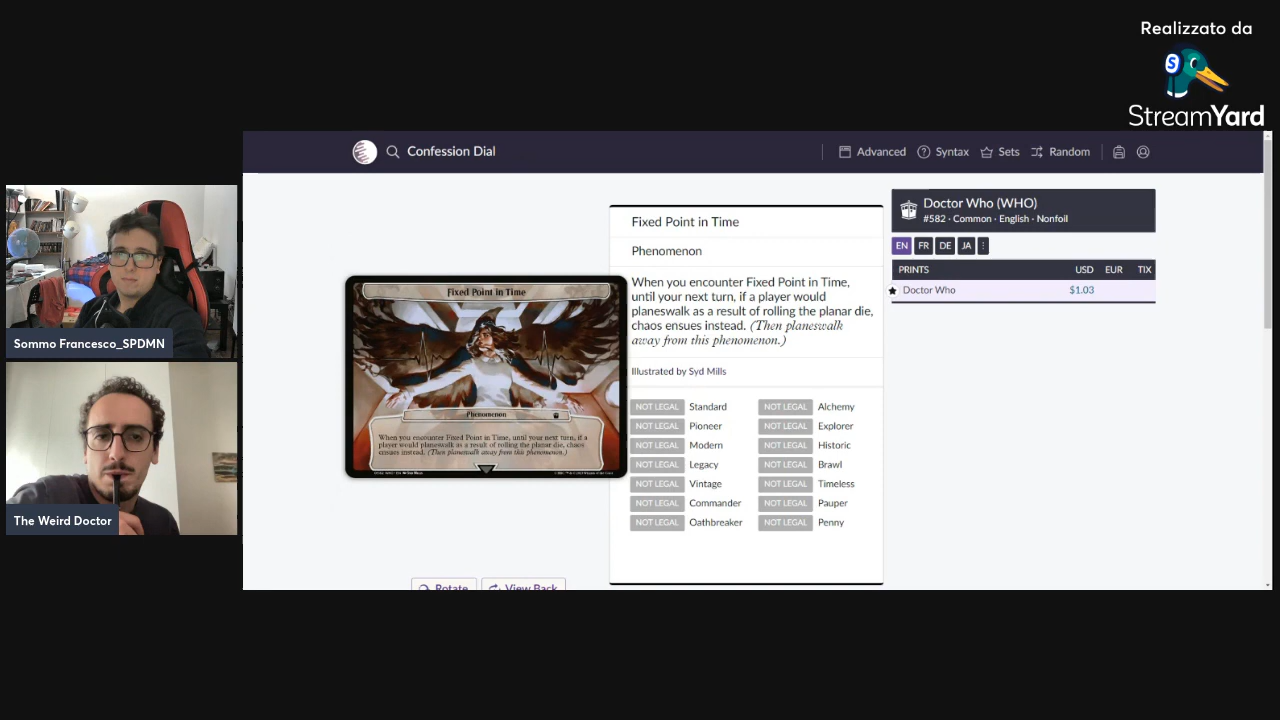 Realizzato da
StreamYard
Confession Dial
Advanced
Syntax
Sets
Random
Sommo Francesco_SPDMN
The Weird Doctor
Fixed Point in Time
Phenomenon
When you encounter Fixed Point in Time, if a
player would planeswalk as a result of rolling the planar die, chaos
ensues instead. (Then planeswalk away from this phenomenon.)
Fixed Point in Time
Phenomenon
When you encounter Fixed Point in Time,
until your next turn, if a player would
planeswalk as a result of rolling the planar die,
chaos ensues instead. (Then planeswalk
away from this phenomenon.)
Illustrated by Syd Mills
NOT LEGAL Standard NOT LEGAL Alchemy
NOT LEGAL Pioneer NOT LEGAL Explorer
NOT LEGAL Modern NOT LEGAL Historic
NOT LEGAL Legacy NOT LEGAL Brawl
NOT LEGAL Vintage NOT LEGAL Timeless
NOT LEGAL Commander NOT LEGAL Pauper
NOT LEGAL Oathbreaker NOT LEGAL Penny
Rotate
View Back
Doctor Who (WHO)
#582 · Common · English · Nonfoil
EN FR DE JA
PRINTS USD EUR TIX
Doctor Who $1.03